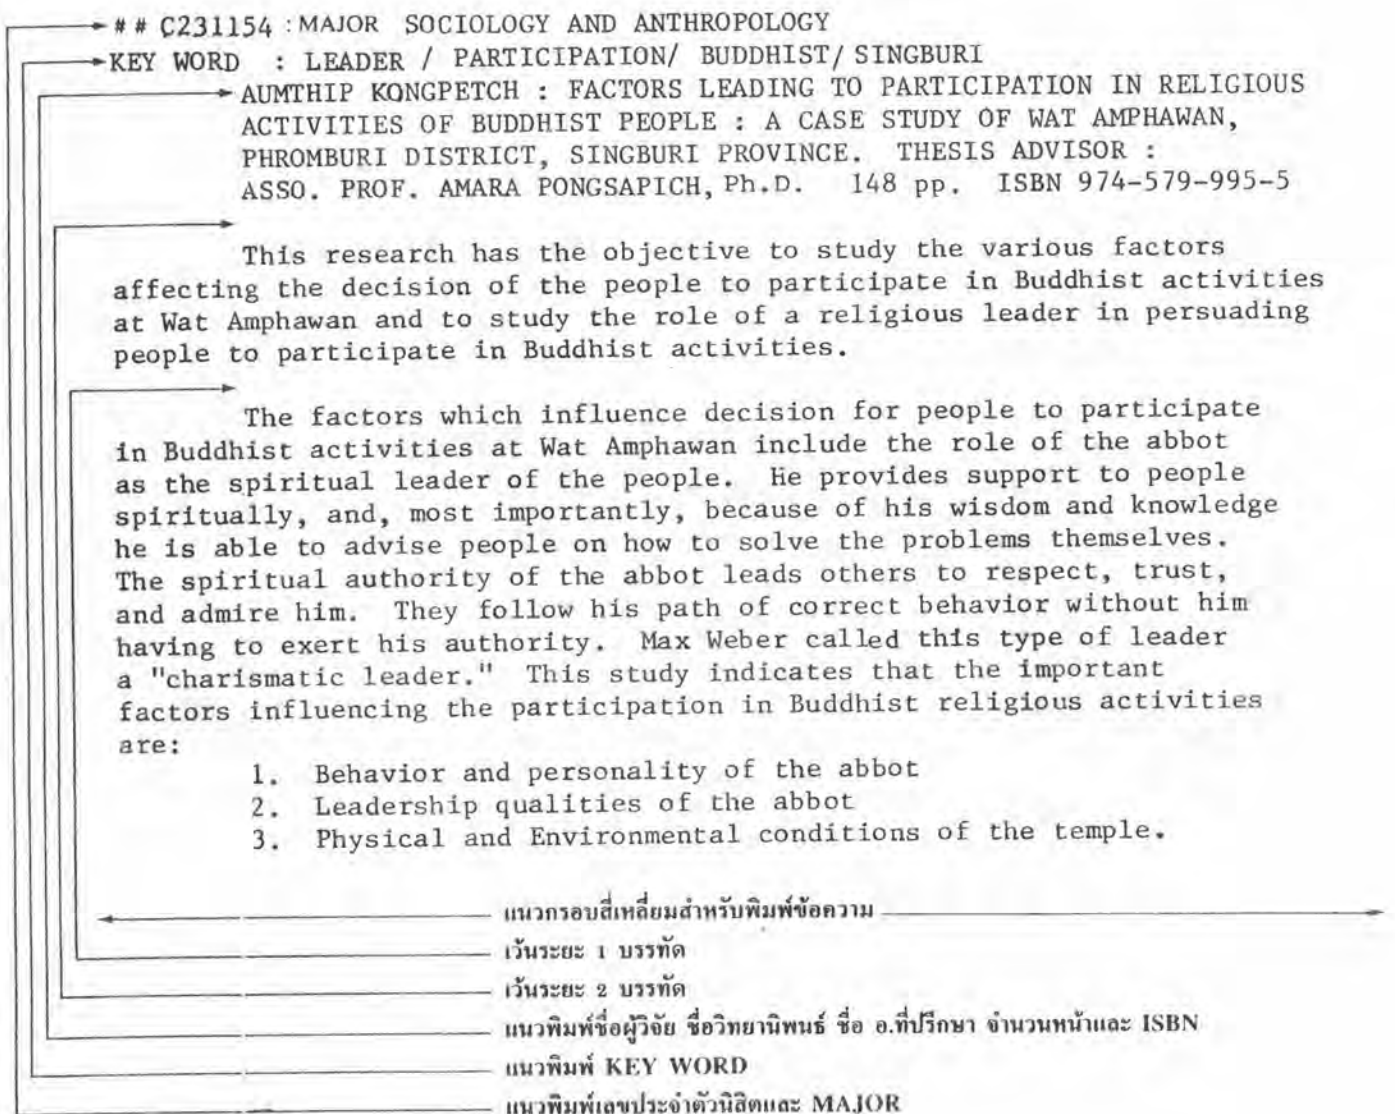 ## C231154 : MAJOR SOCIOLOGY AND ANTHROPOLOGY
KEY WORD : LEADER / PARTICIPATION/ BUDDHIST/ SINGBURI
AUMTHIP KONGPETCH : FACTORS LEADING TO PARTICIPATION IN RELIGIOUS
ACTIVITIES OF BUDDHIST PEOPLE : A CASE STUDY OF WAT AMPHAWAN,
PHROMBURI DISTRICT, SINGBURI PROVINCE. THESIS ADVISOR :
ASSO. PROF. AMARA PONGSAPICH, Ph.D. 148 pp. ISBN 974-579-995-5
This research has the objective to study the various factors
affecting the decision of the people to participate in Buddhist activities
at Wat Amphawan and to study the role of a religious leader in persuading
people to participate in Buddhist activities.
The factors which influence decision for people to participate
in Buddhist activities at Wat Amphawan include the role of the abbot
as the spiritual leader of the people. He provides support to people
spiritually, and, most importantly, because of his wisdom and knowledge
he is able to advise people on how to solve the problems themselves.
The spiritual authority of the abbot leads others to respect, trust,
and admire him. They follow his path of correct behavior without him
having to exert his authority. Max Weber called this type of leader
a "charismatic leader." This study indicates that the important
factors influencing the participation in Buddhist religious activities
are:
1. Behavior and personality of the abbot
2. Leadership qualities of the abbot
3. Physical and Environmental conditions of the temple.
แนวกรอบสี่เหลี่ยมสำหรับพิมพ์ข้อความ
เว้นระยะ 1 บรรทัด
เว้นระยะ 2 บรรทัด
แนวพิมพ์ชื่อผู้วิจัย ชื่อวิทยานิพนธ์ ชื่อ อ.ที่ปรึกษา จำนวนหน้าและ ISBN
แนวพิมพ์ KEY WORD
แนวพิมพ์เลขประจำตัวนิสิตและ MAJOR